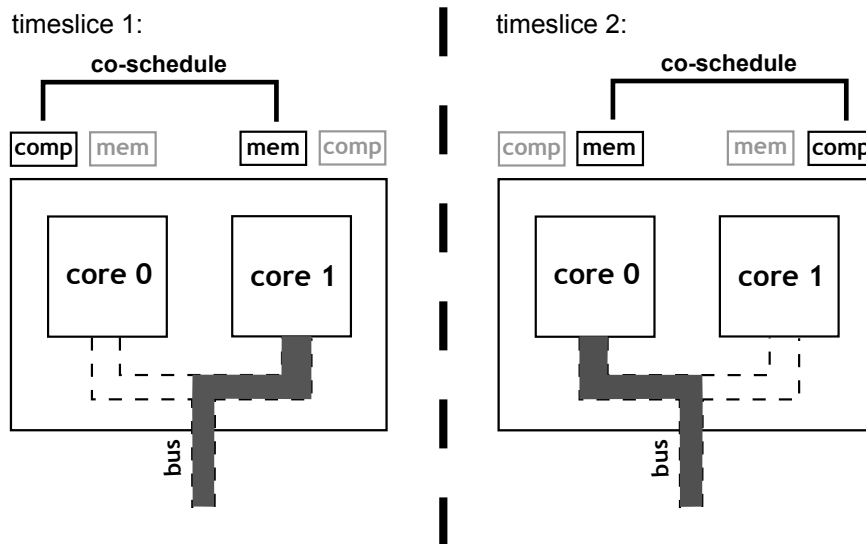 timeslice 1:
co-schedule
comp mem mem comp
core 0 core 1
bus
timeslice 2:
co-schedule
comp mem mem comp
core 0 core 1
bus